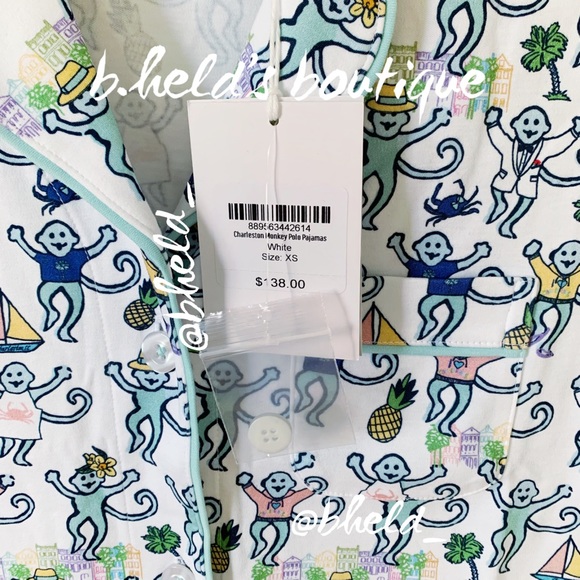 b.held's boutique
889563442614
Charleston Monkey Polo Pajamas
White
Size: XS
$138.00
@bheld_
@bheld_